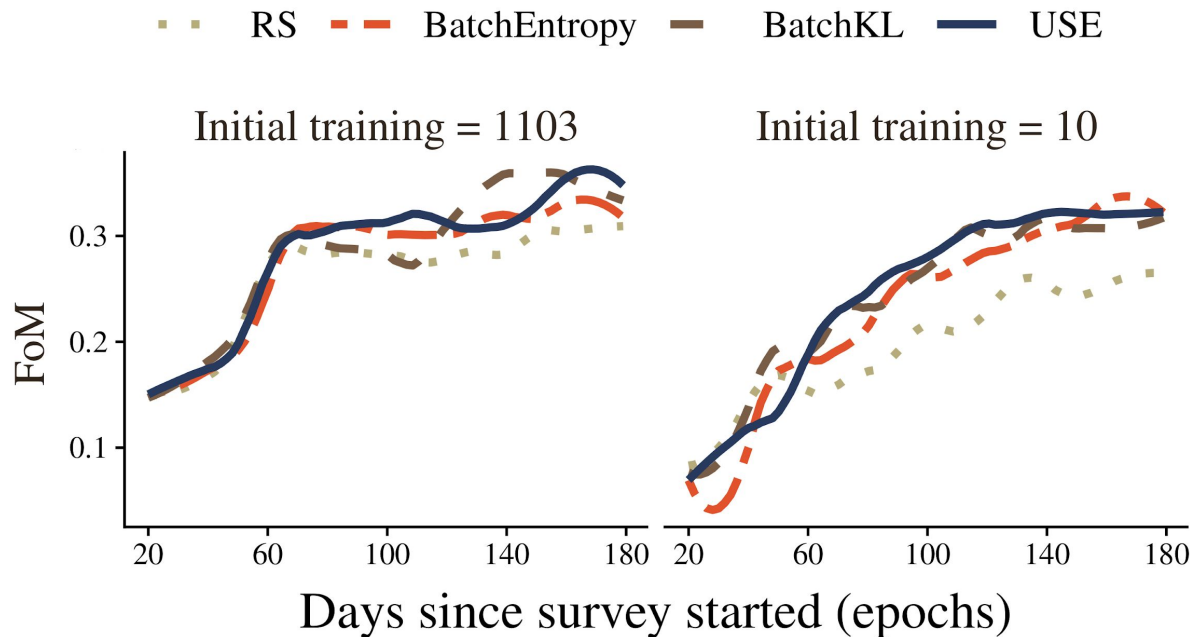 RS BatchEntropy BatchKL USE
Initial training = 1103
Initial training = 10
FoM
0.3
0.2
0.1
20 60 100 140 180
20 60 100 140 180
Days since survey started (epochs)